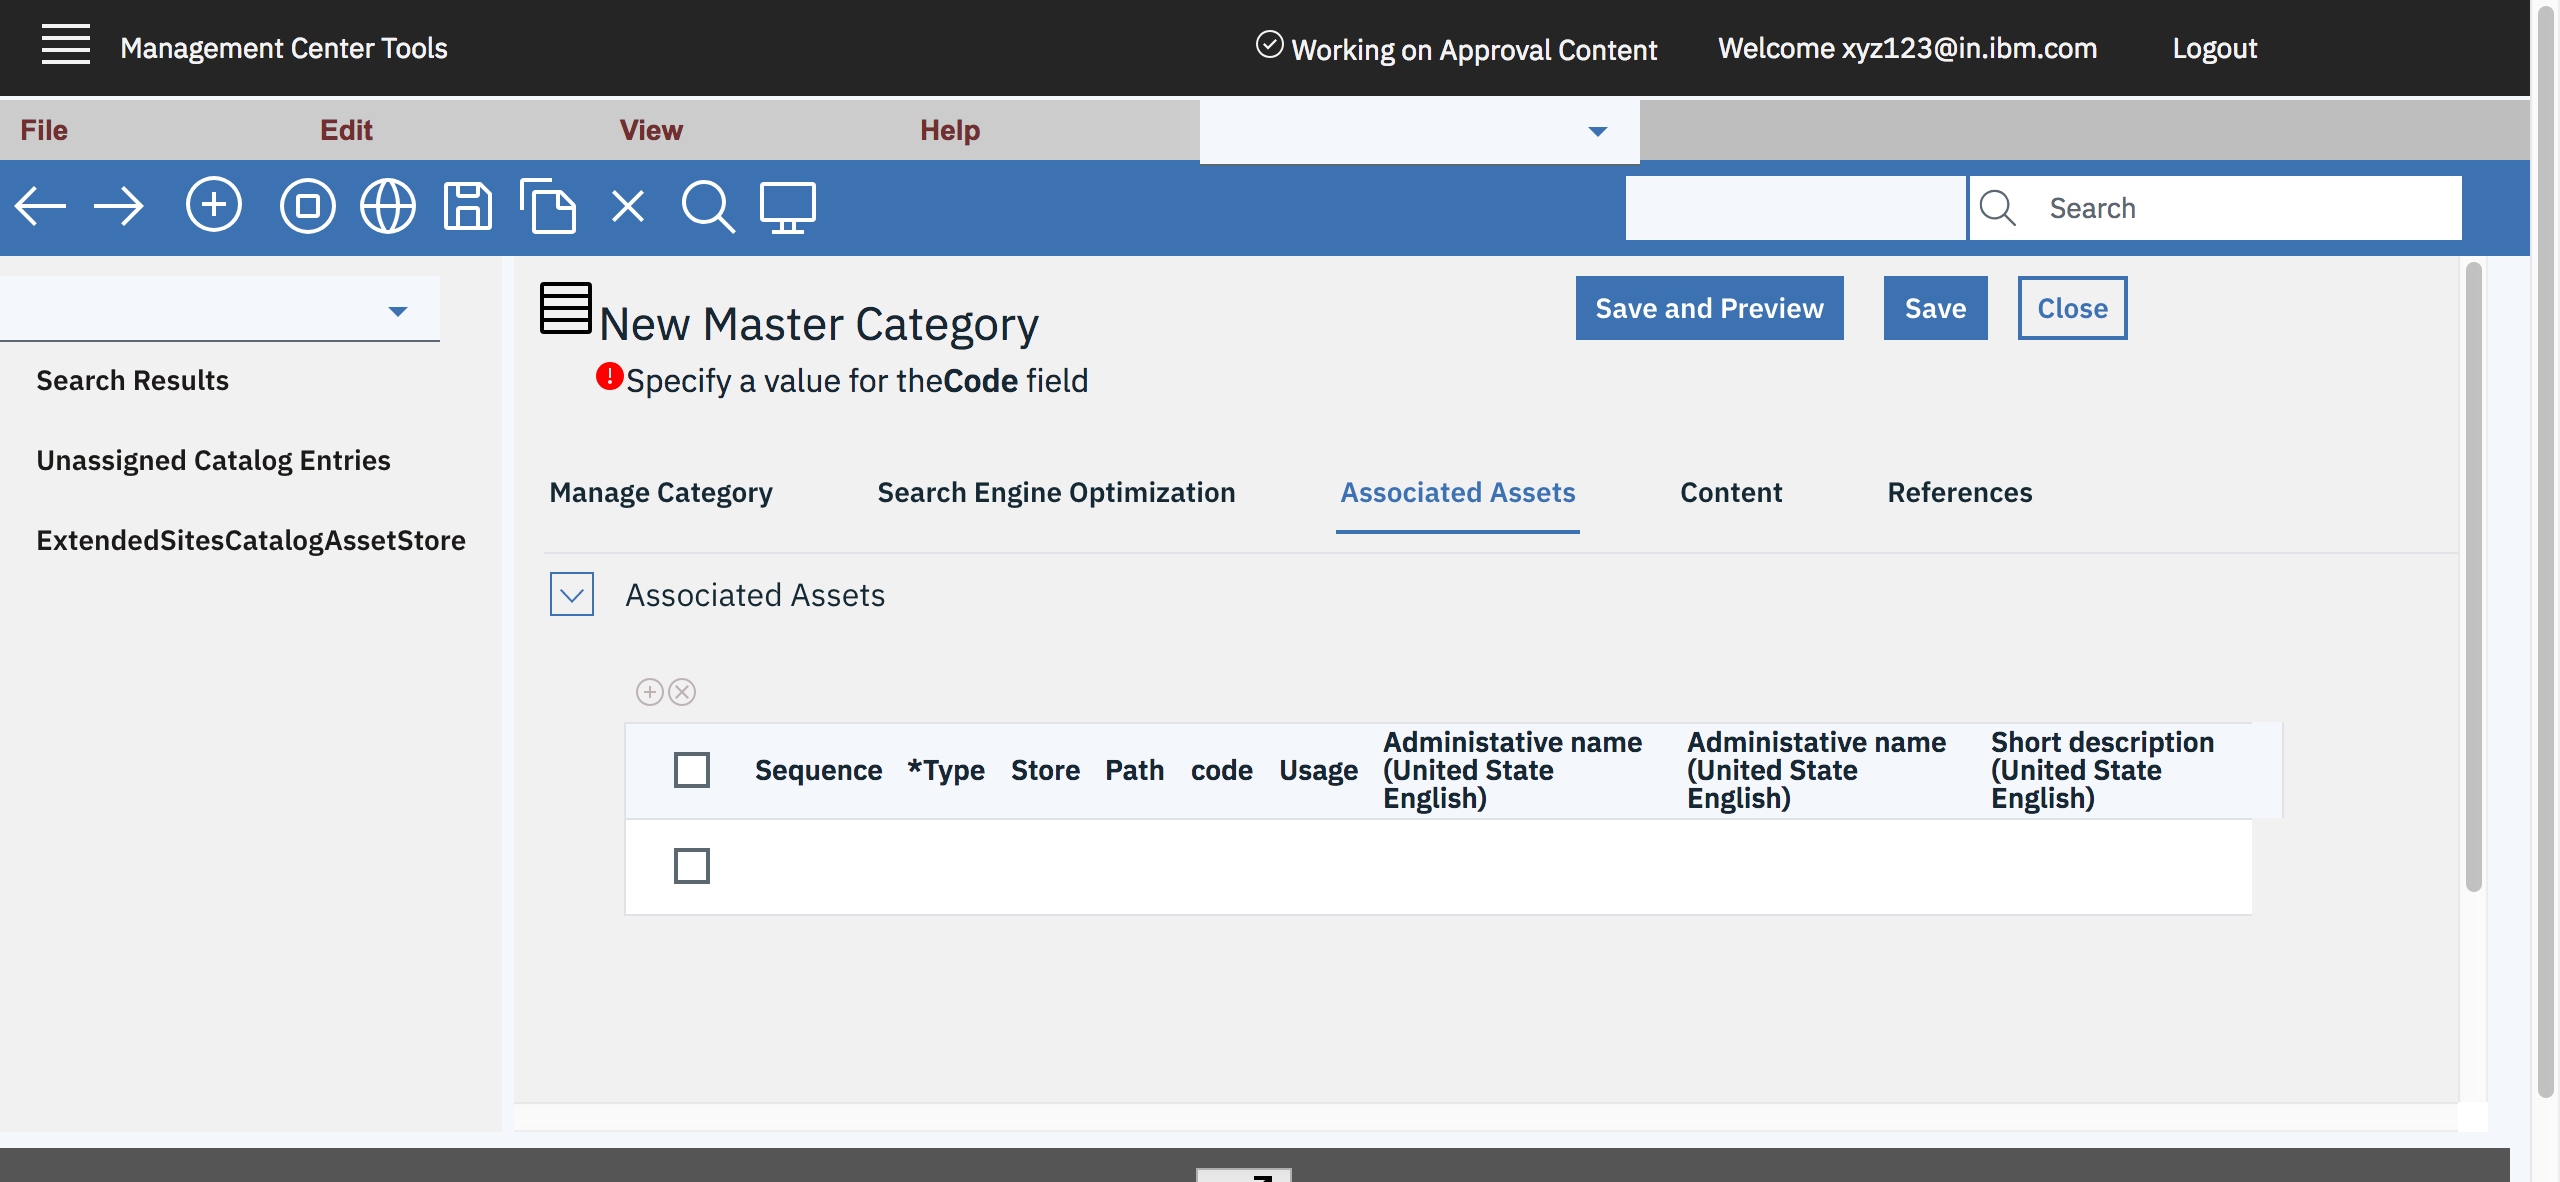 Management Center Tools
Working on Approval Content
Welcome xyz123@in.ibm.com
Logout
File
Edit
View
Help
Search
Search Results
Unassigned Catalog Entries
ExtendedSitesCatalogAssetStore
New Master Category
Save and Preview
Save
Close
Specify a value for theCode field
Manage Category
Search Engine Optimization
Associated Assets
Content
References
Associated Assets
Sequence
*Type
Store
Path
code
Usage
Administative name
(United State
English)
Administative name
(United State
English)
Short description
(United State
English)